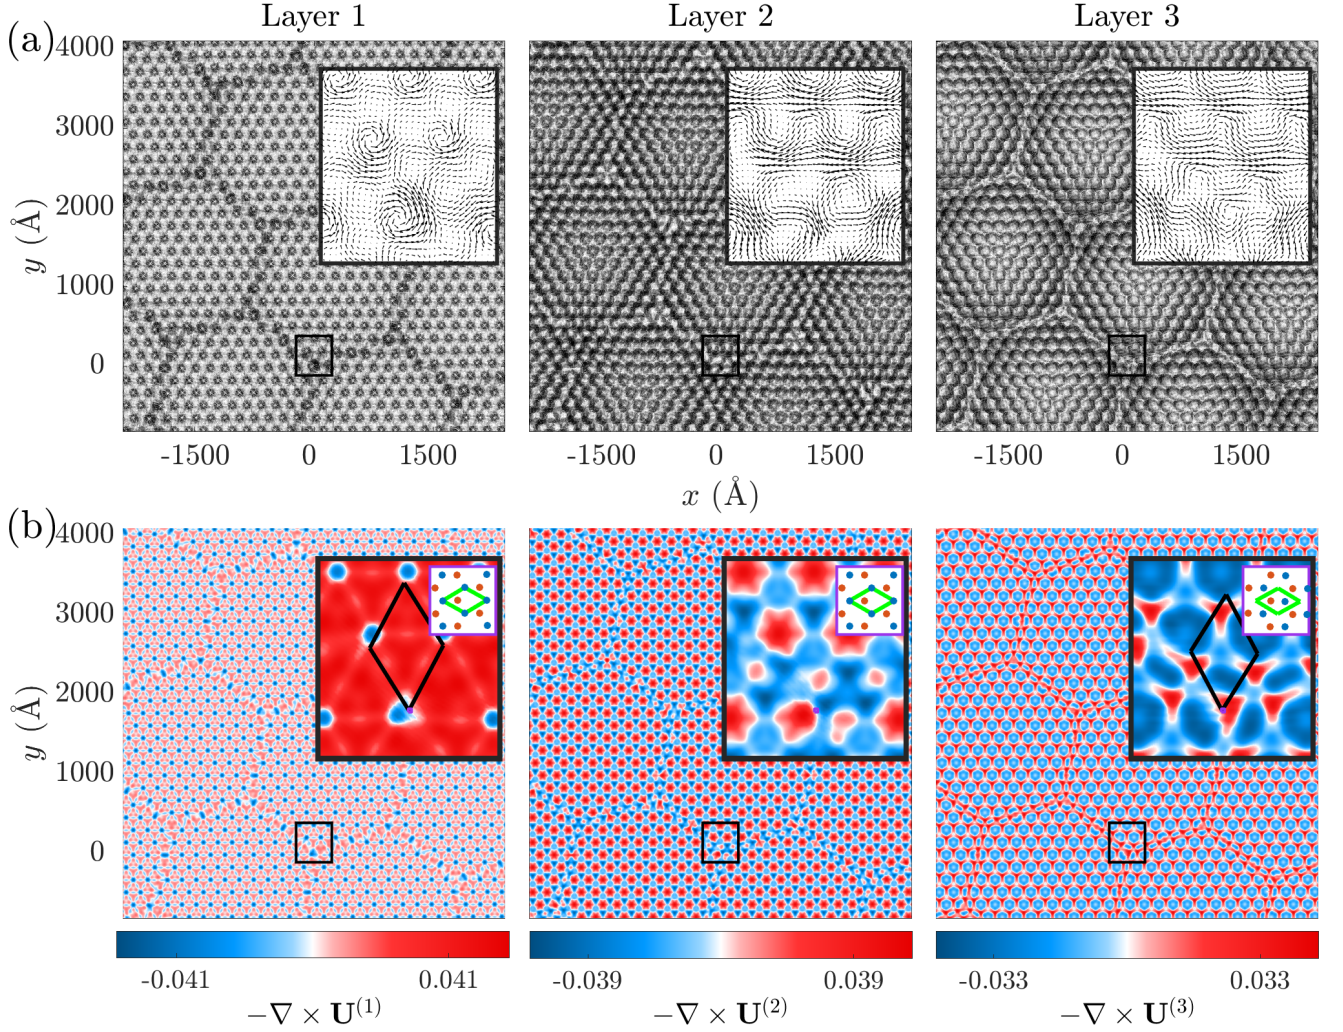 Layer 1 Layer 2 Layer 3
(a)
4000
3000
2000
1000
0
y (Å)
-1500 0 1500 -1500 0 1500 -1500 0 1500
x (Å)
(b)
4000
3000
2000
1000
0
y (Å)
-0.041 0.041 -0.039 0.039 -0.033 0.033
−∇ × U(1) −∇ × U(2) −∇ × U(3)